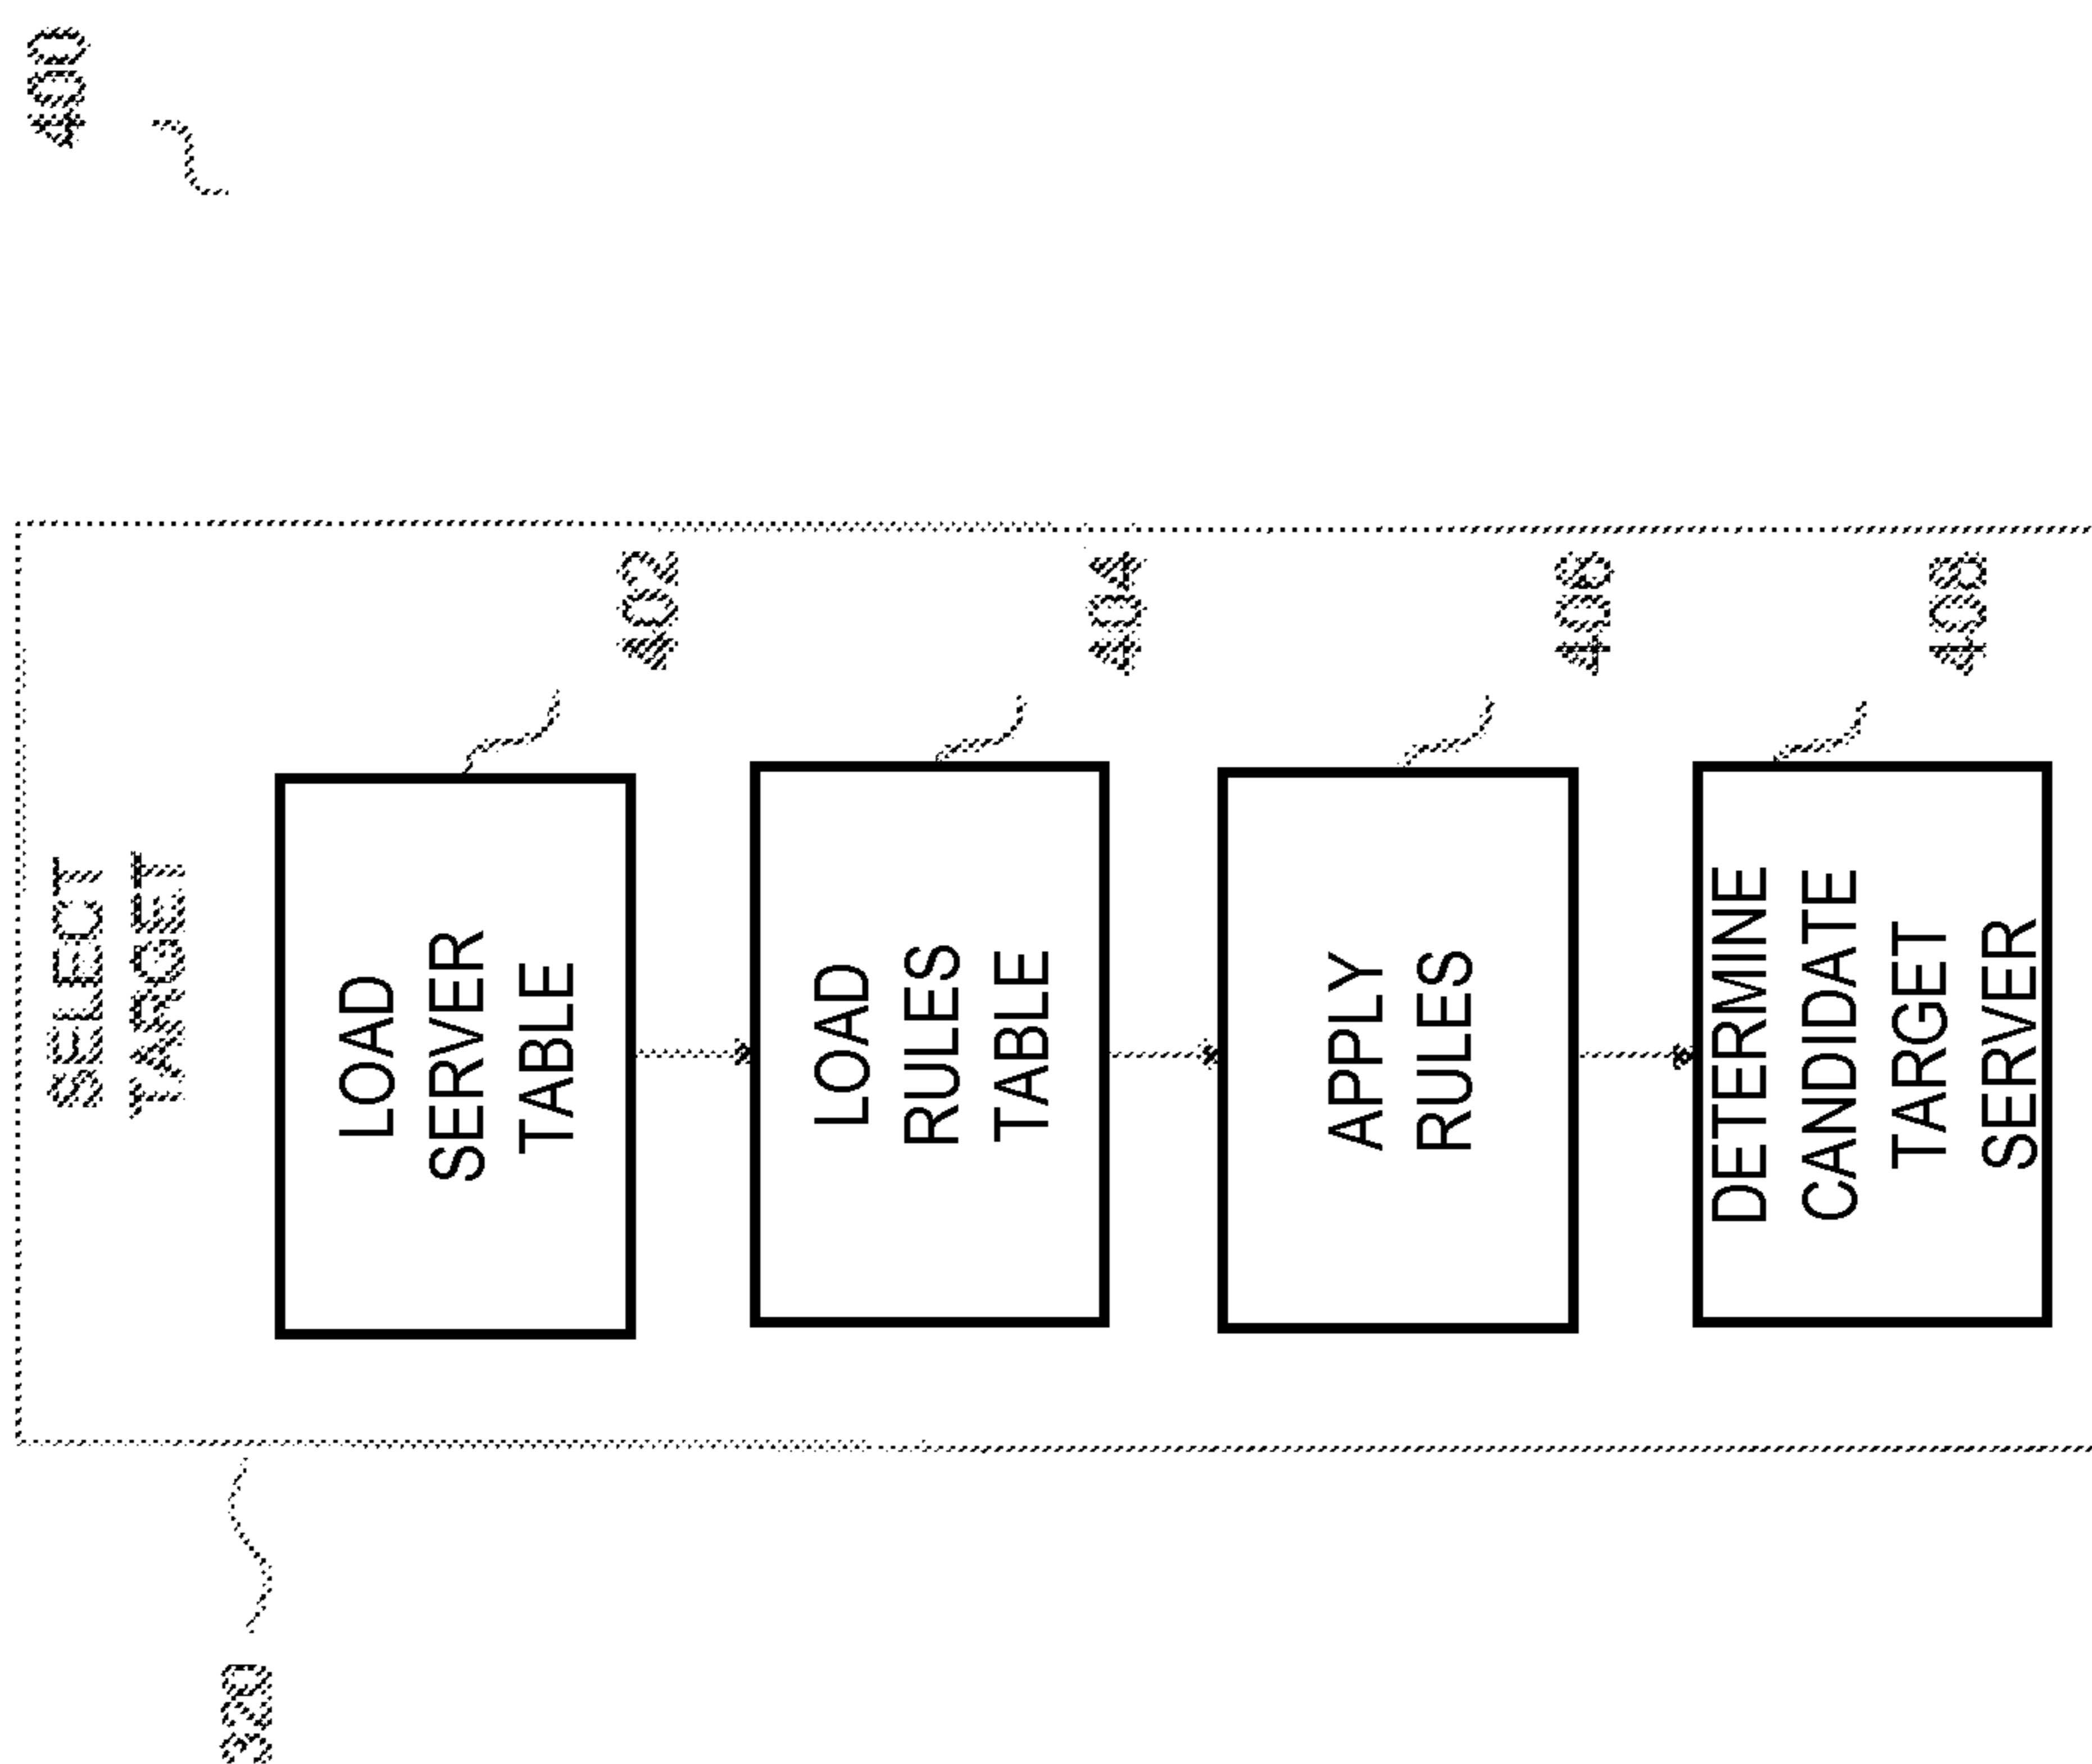 400
SELECT
TARGET
402
LOAD
SERVER
TABLE
404
LOAD
RULES
TABLE
406
APPLY
RULES
408
DETERMINE
CANDIDATE
TARGET
SERVER